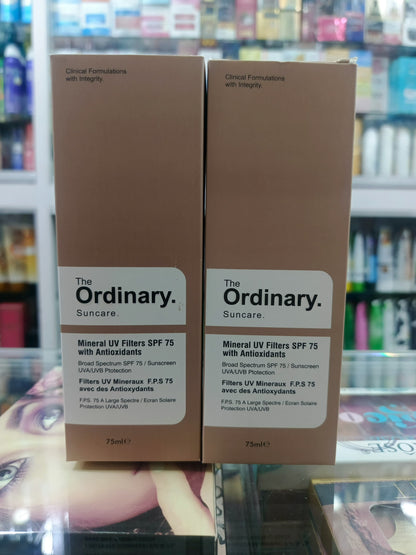 Clinical Formulations
with Integrity.
The
Ordinary.
Suncare.
Mineral UV Filters SPF 75
with Antioxidants
Broad Spectrum SPF 75 / Sunscreen
UVA/UVB Ptotection
Filters UV Mineraux F.P.S 75
avec des Antioxydants
F.P.S. 75 A Large Spectre / Ecran Solaire
Protection UVA/UVB
75ml℮
Clinical Formulations
with Integrity.
The
Ordinary.
Suncare.
Mineral UV Filters SPF 75
with Antioxidants
Broad Spectrum SPF 75 / Sunscreen
UVA/UVB Ptotection
Filters UV Mineraux F.P.S 75
avec des Antioxydants
F.P.S. 75 A Large Spectre / Ecran Solaire
Protection UVA/UVB
75ml℮